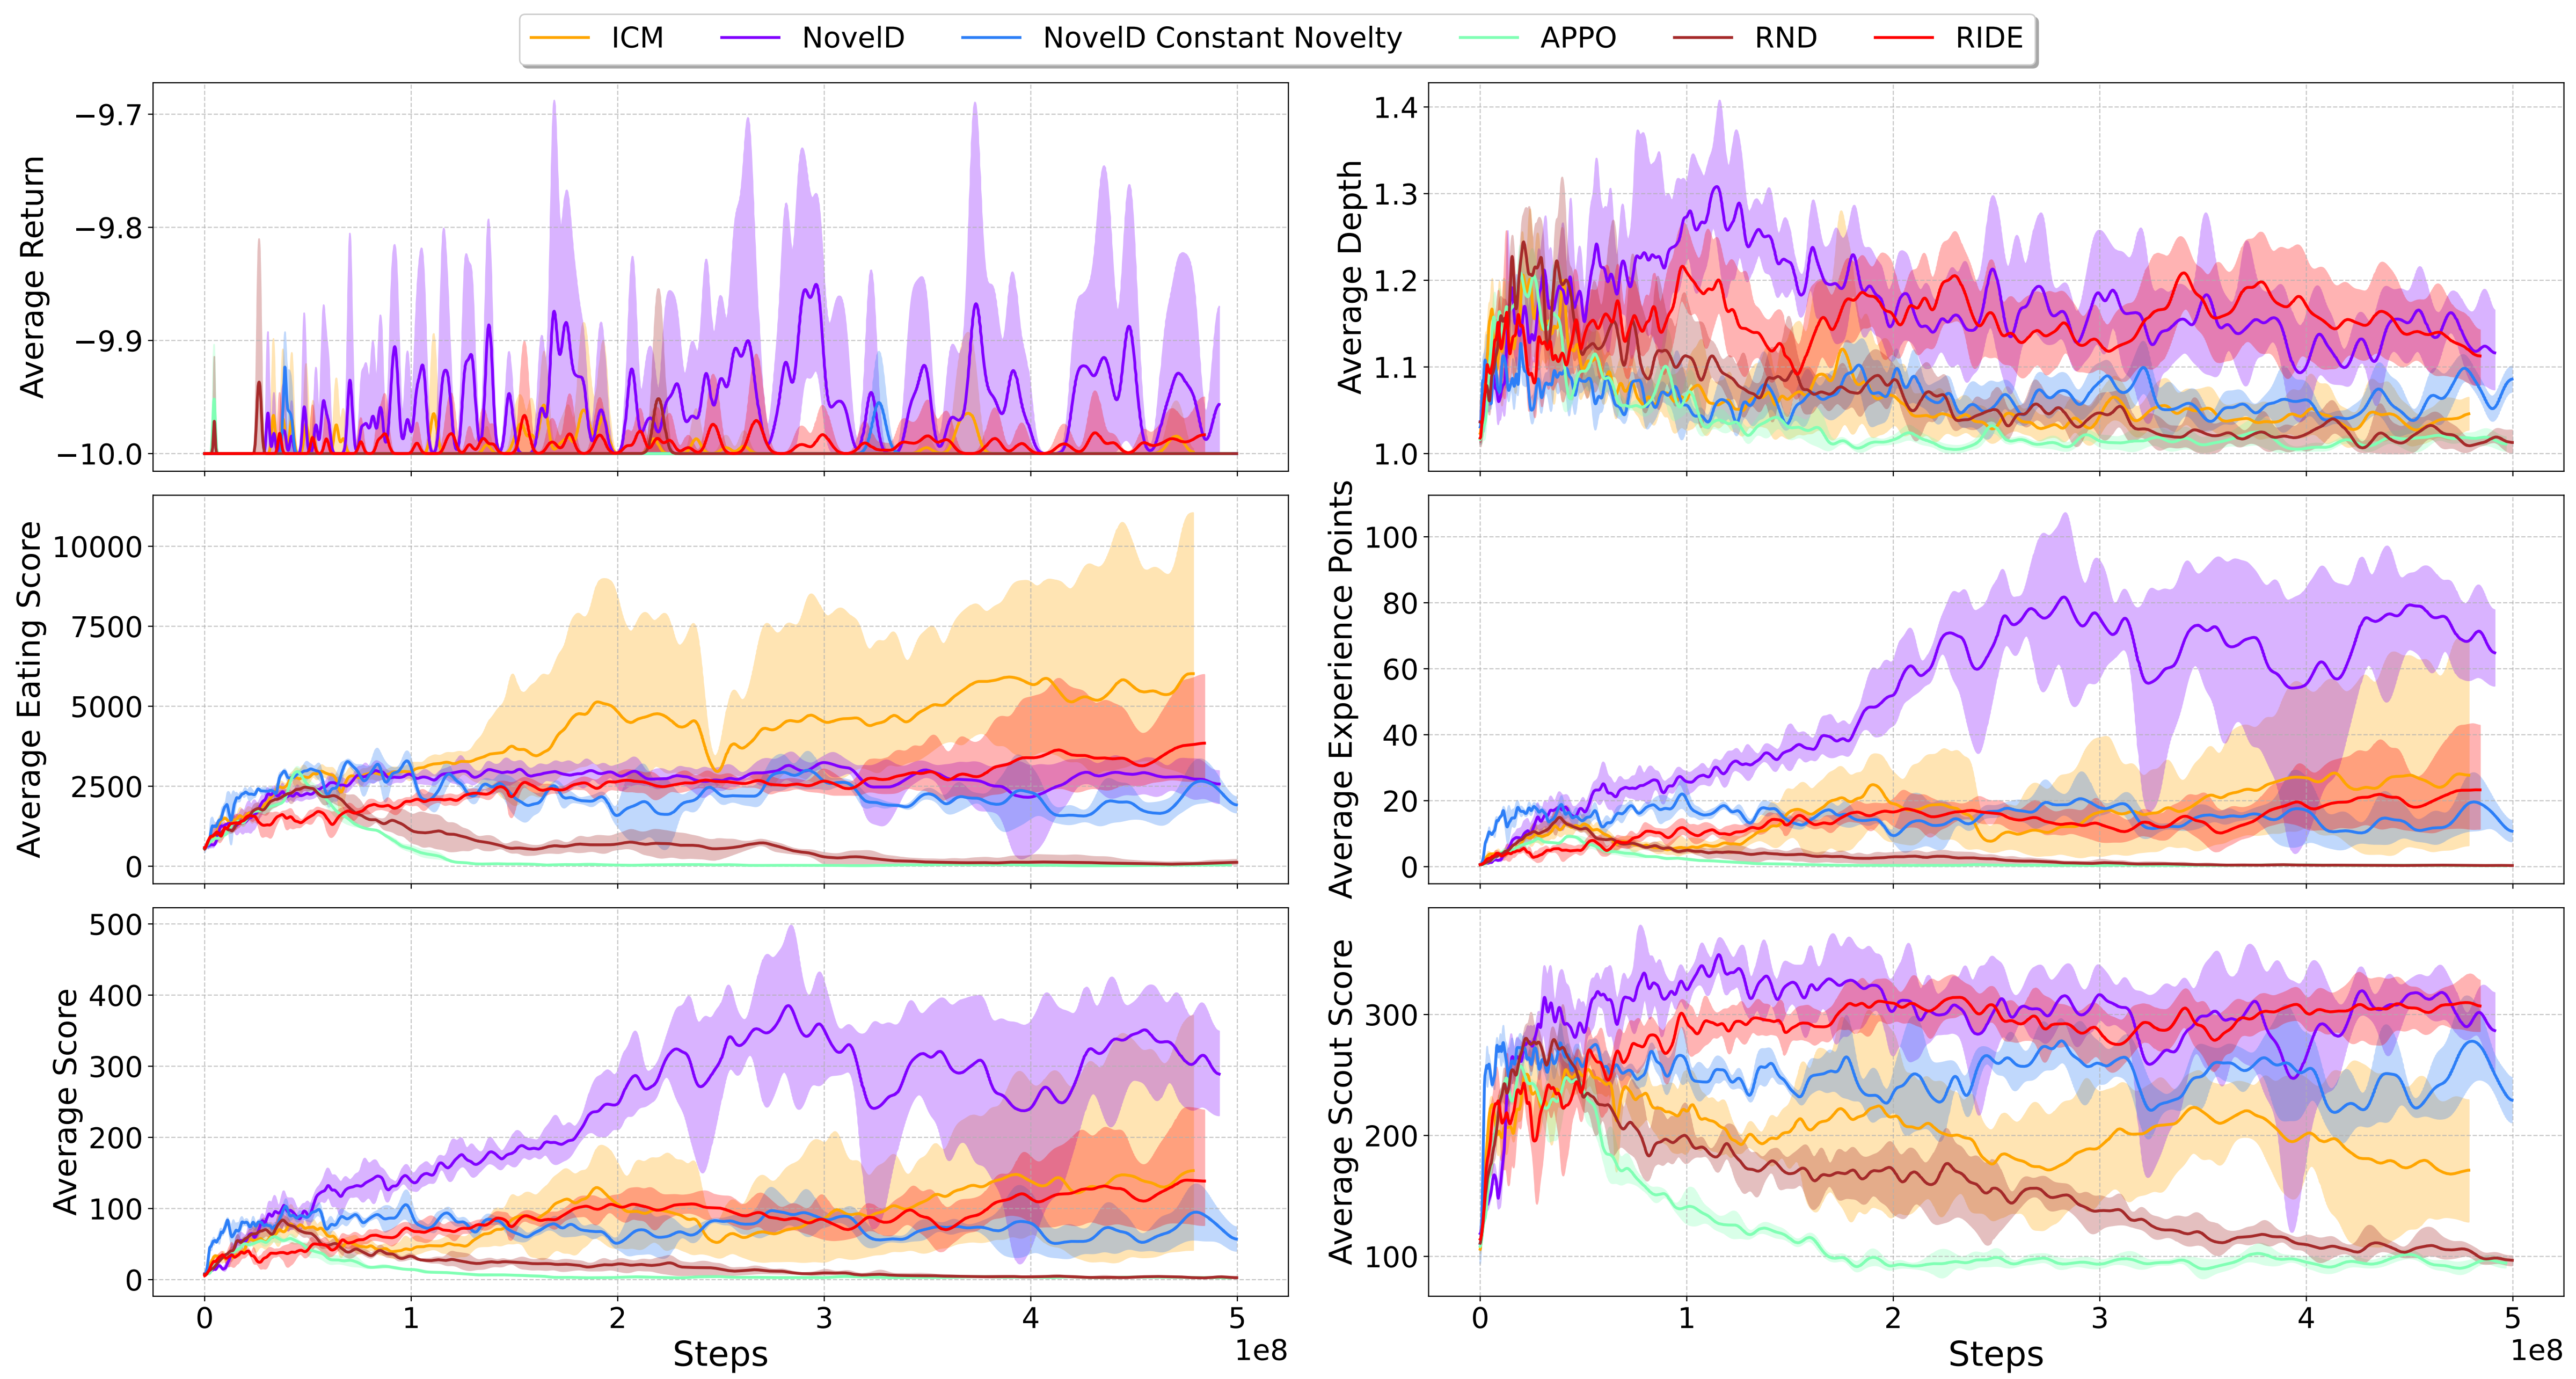 ICM NovelD NovelD Constant Novelty APPO RND RIDE
Average Return
−9.7
−9.8
−9.9
−10.0
Average Depth
1.4
1.3
1.2
1.1
1.0
Average Eating Score
10000
7500
5000
2500
0
Average Experience Points
100
80
60
40
20
0
Average Score
500
400
300
200
100
0
0 1 2 3 4 5
1e8
Steps
Average Scout Score
300
200
100
0 1 2 3 4 5
1e8
Steps